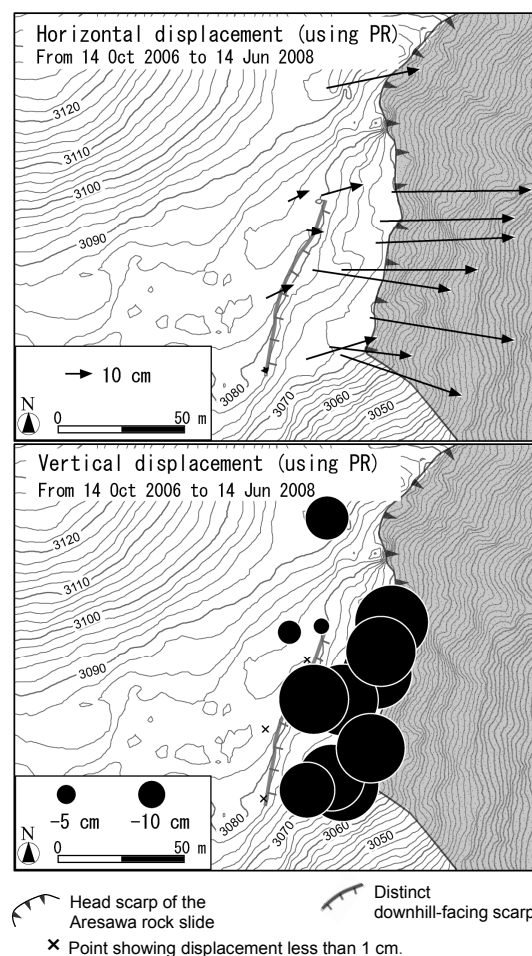 Horizontal displacement (using PR)
From 14 Oct 2006 to 14 Jun 2008
3120
3110
3100
3090
3080
3070
3060
3050
10 cm
N
0 50 m
Vertical displacement (using PR)
From 14 Oct 2006 to 14 Jun 2008
3120
3110
3100
3090
3080
3070
3060
3050
-5 cm -10 cm
N
0 50 m
Head scarp of the
Aresawa rock slide
Distinct
downhill-facing scarp
× Point showing displacement less than 1 cm.